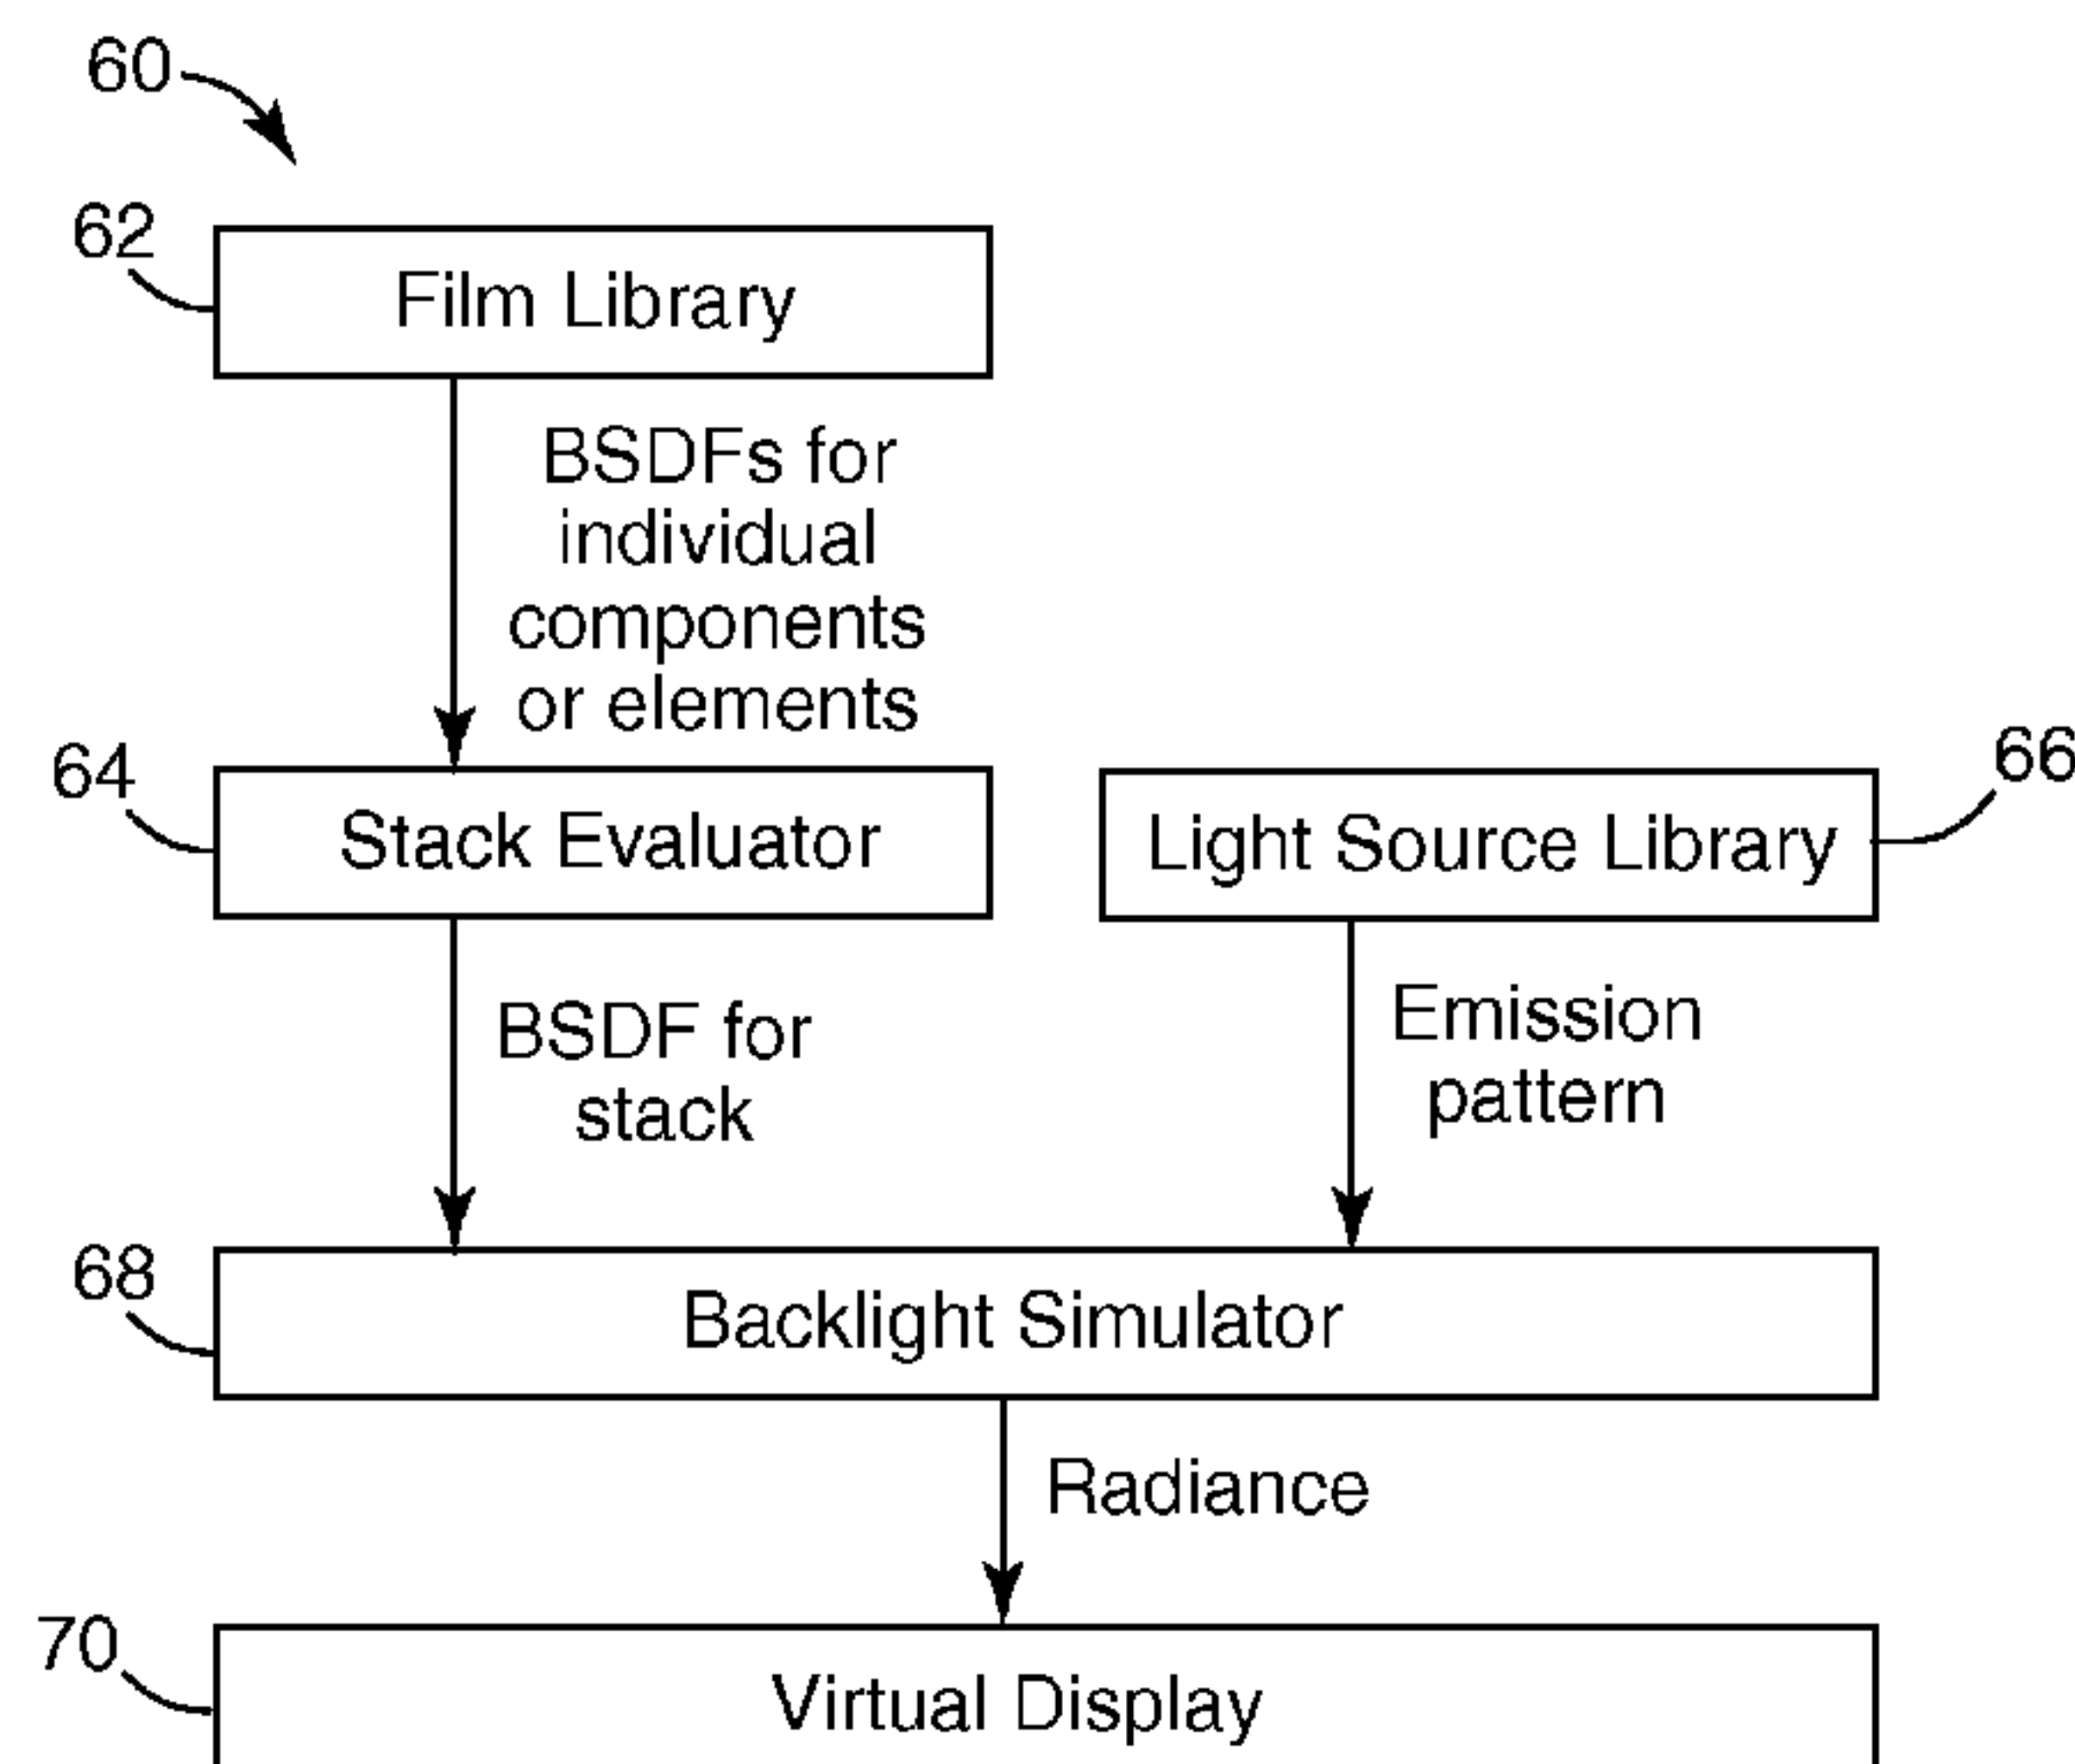 60
62
Film Library
BSDFs for
individual
components
or elements
64
Stack Evaluator
66
Light Source Library
BSDF for
stack
Emission
pattern
68
Backlight Simulator
Radiance
70
Virtual Display